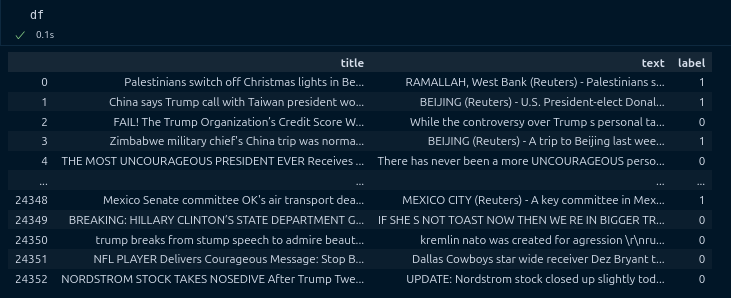 df
✓ 0.1s
title text label
0 Palestinians switch off Christmas lights in Be... RAMALLAH, West Bank (Reuters) - Palestinians s... 1
1 China says Trump call with Taiwan president wo... BEIJING (Reuters) - U.S. President-elect Donal... 1
2 FAIL! The Trump Organization's Credit Score W... While the controversy over Trump s personal ta... 0
3 Zimbabwe military chief's China trip was norma... BEIJING (Reuters) - A trip to Beijing last wee... 1
4 THE MOST UNCOURAGEOUS PRESIDENT EVER Receives ... There has never been a more UNCOURAGEOUS perso... 0
... ... ... ...
24348 Mexico Senate committee OK's air transport dea... MEXICO CITY (Reuters) - A key committee in Mex... 1
24349 BREAKING: HILLARY CLINTON'S STATE DEPARTMENT G... IF SHE S NOT TOAST NOW THEN WE RE IN BIGGER TR... 0
24350 trump breaks from stump speech to admire beaut... kremlin nato was created for agression \r\nru... 0
24351 NFL PLAYER Delivers Courageous Message: Stop B... Dallas Cowboys star wide receiver Dez Bryant t... 0
24352 NORDSTROM STOCK TAKES NOSEDIVE After Trump Twe... UPDATE: Nordstrom stock closed up slightly tod... 0